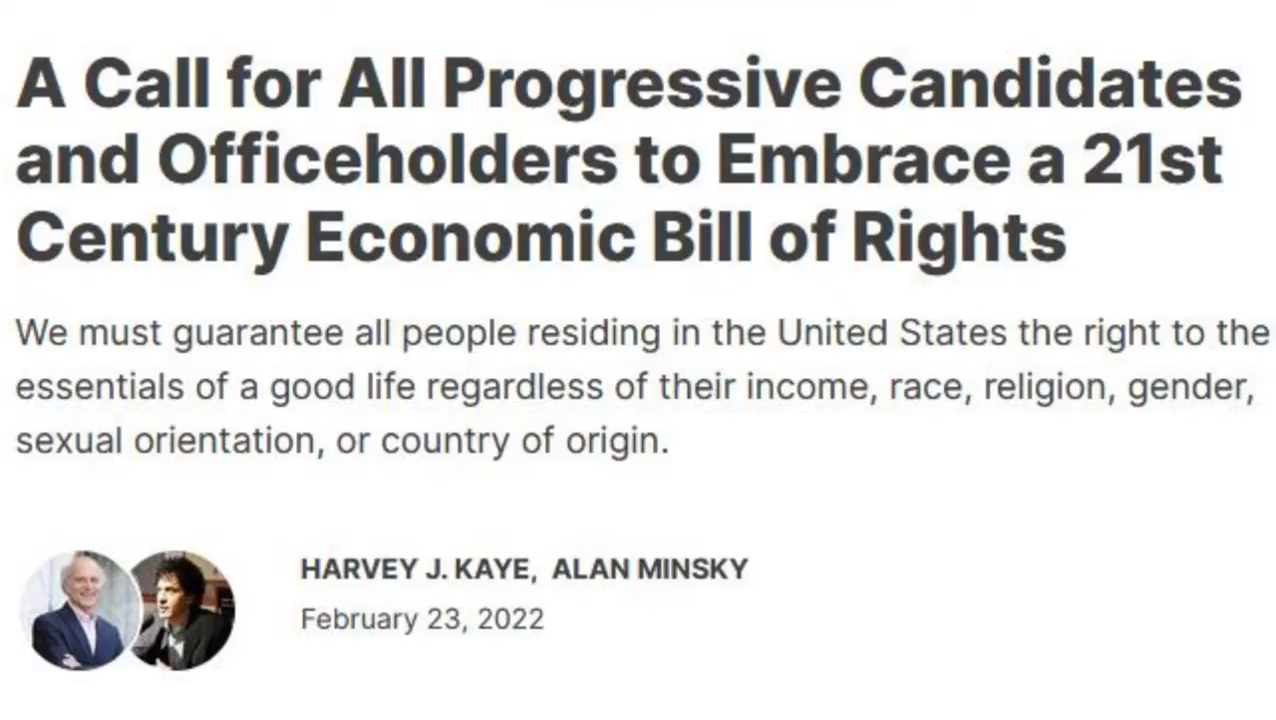 A Call for All Progressive Candidates
and Officeholders to Embrace a 21st
Century Economic Bill of Rights
We must guarantee all people residing in the United States the right to the
essentials of a good life regardless of their income, race, religion, gender,
sexual orientation, or country of origin.
HARVEY J. KAYE, ALAN MINSKY
February 23, 2022